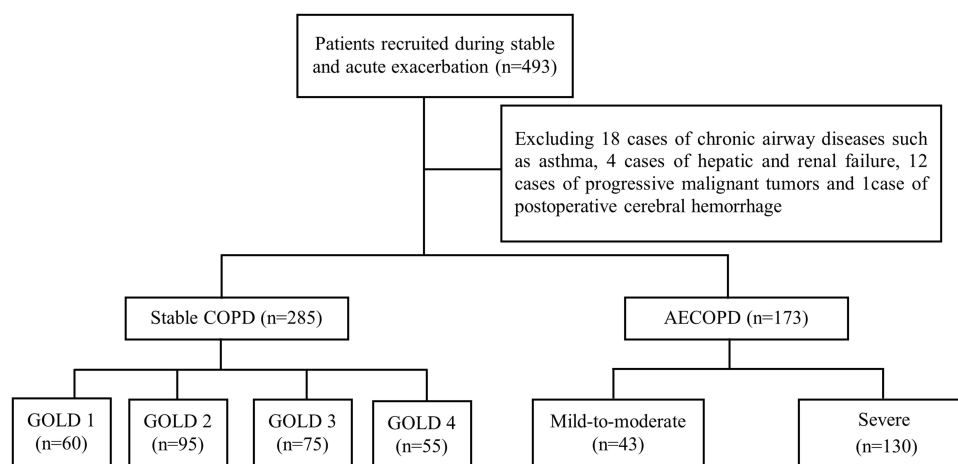 Patients recruited during stable
and acute exacerbation (n=493)
Excluding 18 cases of chronic airway diseases such
as asthma, 4 cases of hepatic and renal failure, 12
cases of progressive malignant tumors and 1case of
postoperative cerebral hemorrhage
Stable COPD (n=285)
AECOPD (n=173)
GOLD 1
(n=60)
GOLD 2
(n=95)
GOLD 3
(n=75)
GOLD 4
(n=55)
Mild-to-moderate
(n=43)
Severe
(n=130)